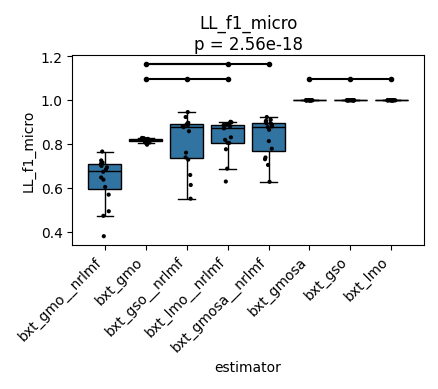 LL_f1_micro
p = 2.56e-18
LL_f1_micro
1.2
1.0
0.8
0.6
0.4
bxt_gmo__nrlmf
bxt_gmo
bxt_gso__nrlmf
bxt_lmo__nrlmf
bxt_gmosa__nrlmf
bxt_gmosa
bxt_gso
bxt_lmo
estimator